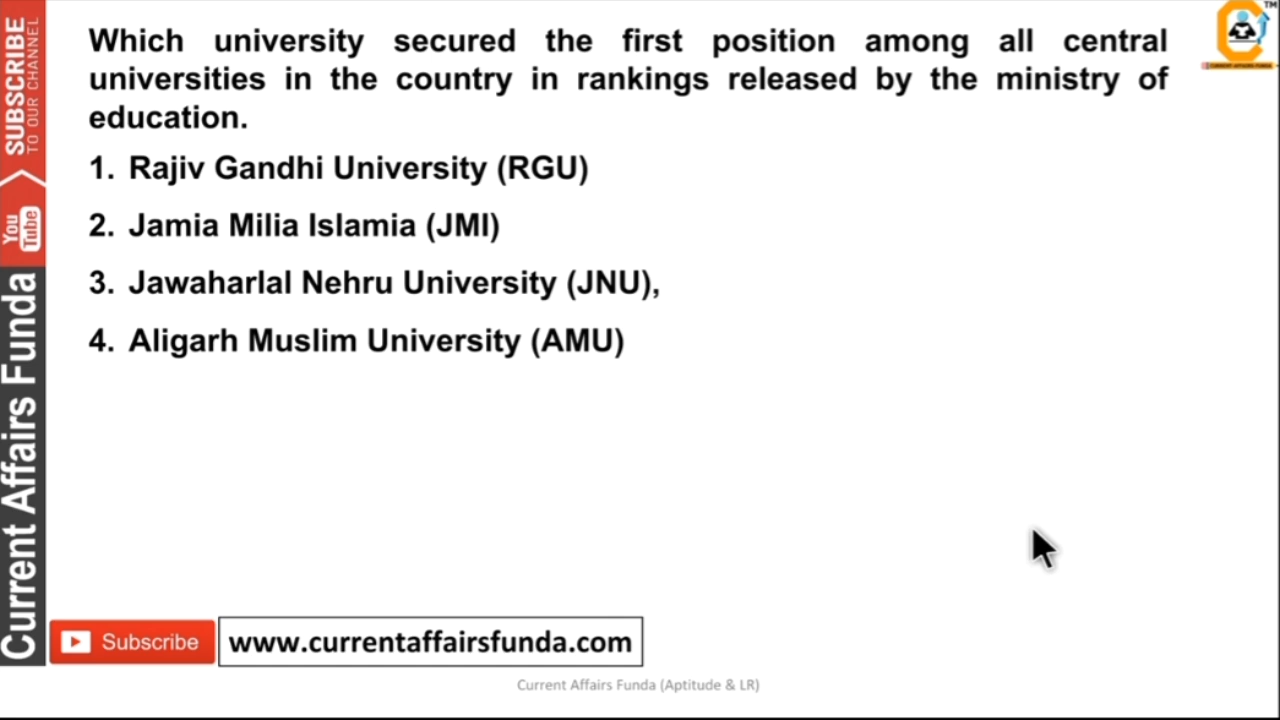 Which university secured the first position among all central
universities in the country in rankings released by the ministry of
education.
1. Rajiv Gandhi University (RGU)
2. Jamia Milia Islamia (JMI)
3. Jawaharlal Nehru University (JNU),
4. Aligarh Muslim University (AMU)
SUBSCRIBE
TO OUR CHANNEL
You
Tube
Current Affairs Funda
TM
Subscribe
www.currentaffairsfunda.com
Current Affairs Funda (Aptitude & LR)